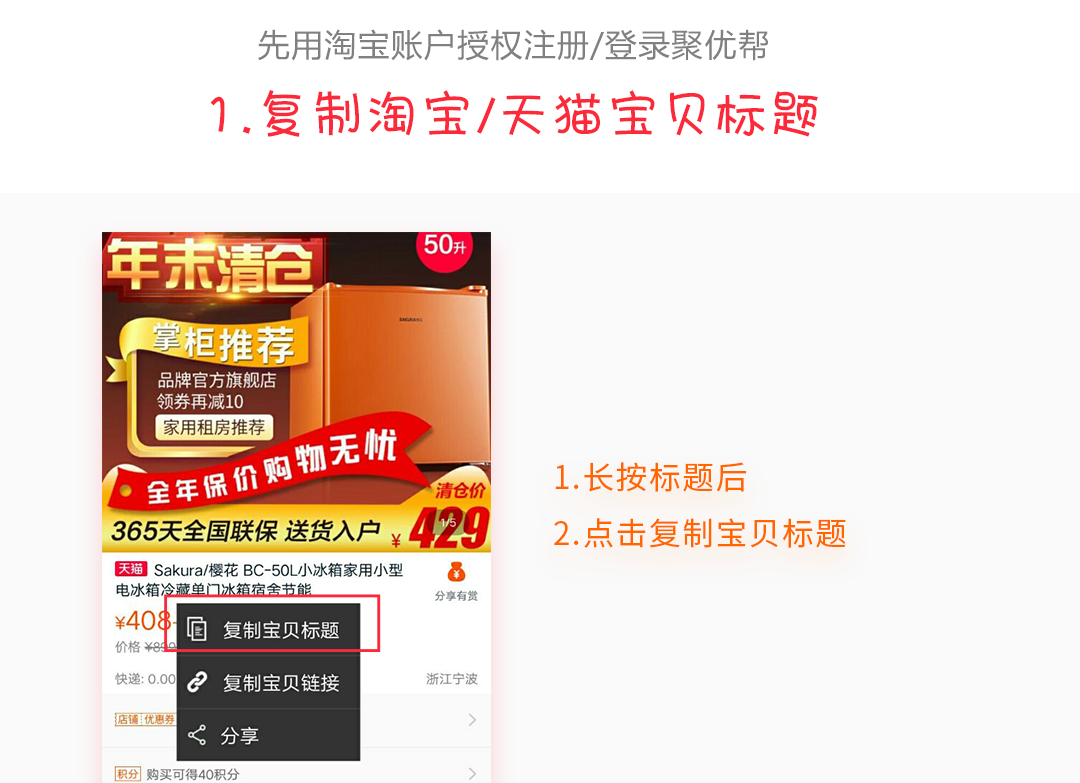 先用淘宝账户授权注册/登录聚优帮
1.复制淘宝/天猫宝贝标题
年末清仓
50升
掌柜推荐
品牌官方旗舰店
领券再减10
家用租房推荐
全年保价购物无忧
清仓价
365天全国联保 送货入户
¥429
1/5
1.长按标题后
2.点击复制宝贝标题
天猫 Sakura/樱花 BC-50L小冰箱家用小型
电冰箱冷藏单门冰箱宿舍节能
分享有赏
¥408-
复制宝贝标题
价格
快递: 0.00
复制宝贝链接
浙江宁波
店铺 优惠券
分享
积分 购买可得40积分